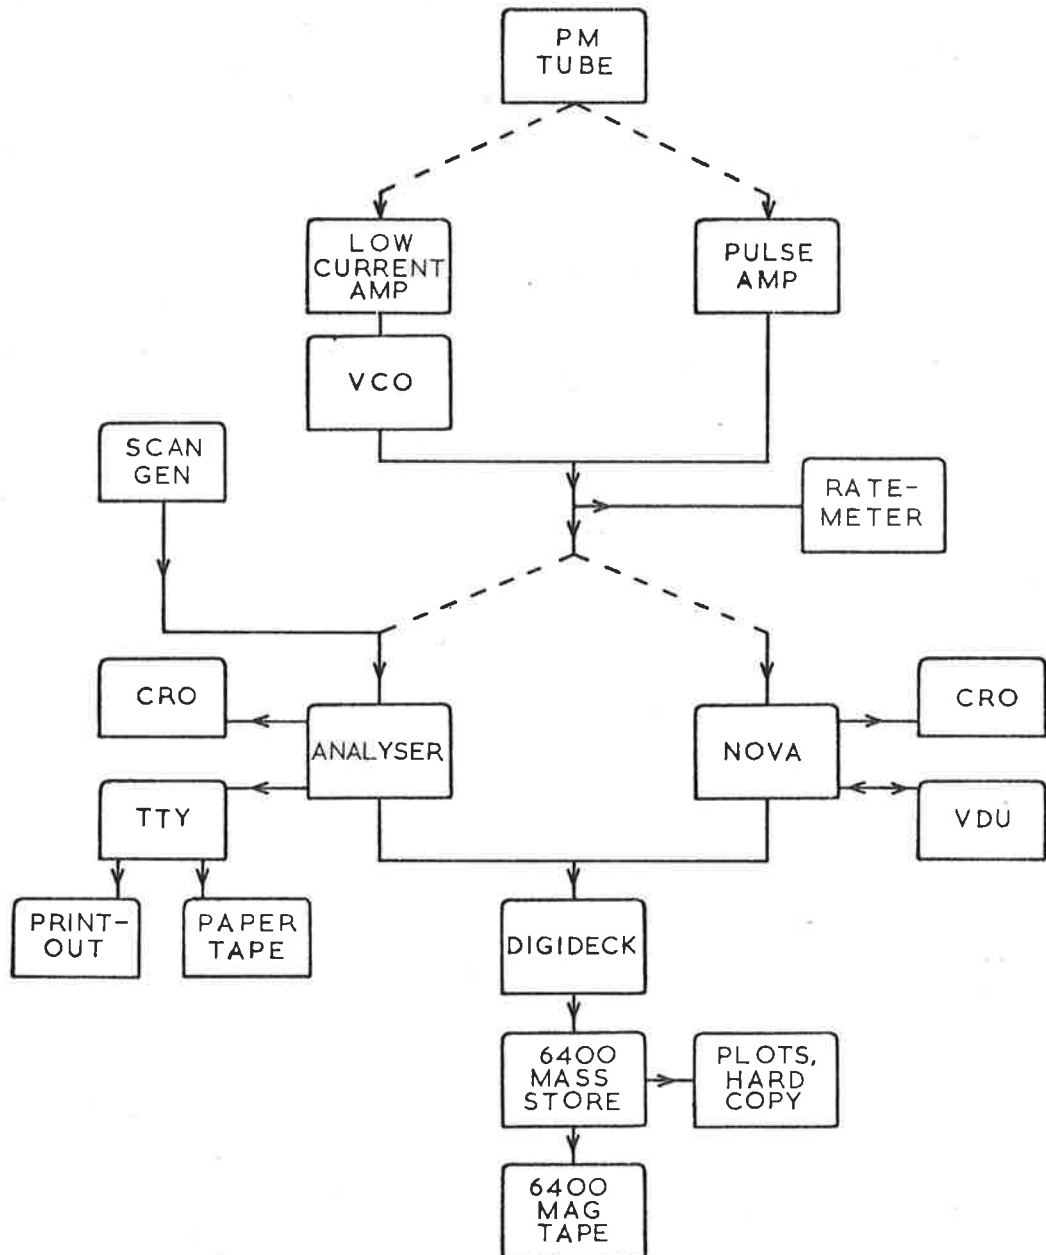 PM
TUBE
LOW
CURRENT
AMP
PULSE
AMP
VCO
SCAN
GEN
RATE-
METER
CRO
ANALYSER
NOVA
CRO
TTY
VDU
PRINT-
OUT
PAPER
TAPE
DIGIDECK
6400
MASS
STORE
PLOTS,
HARD
COPY
6400
MAG
TAPE